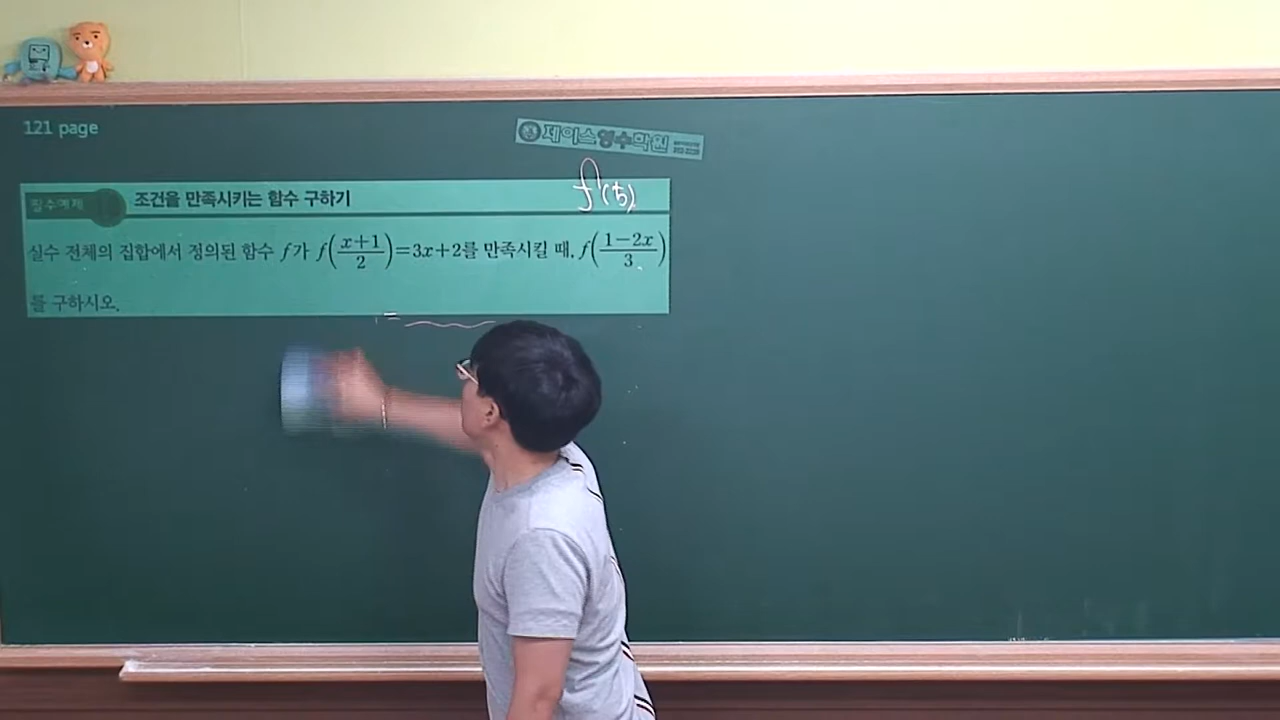 121 page
제이스영수학원
f(t)
필수예제
조건을 만족시키는 함수 구하기
실수 전체의 집합에서 정의된 함수 f가 f((x+1)/2)=3x+2를 만족시킬 때, f((1-2x)/3)
를 구하시오.
=